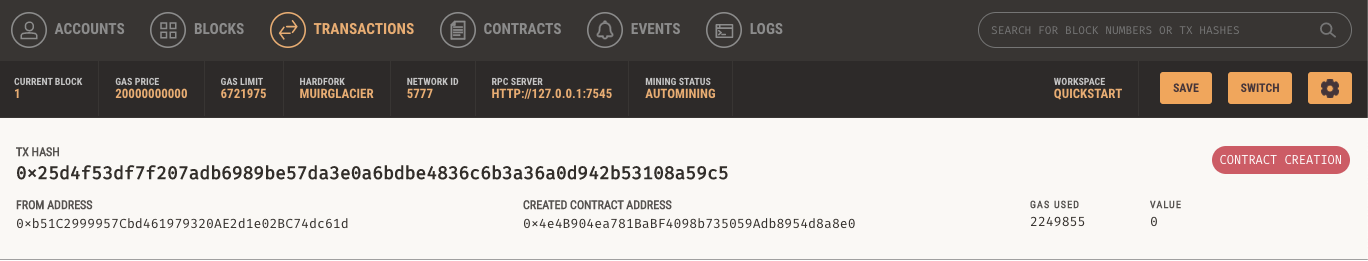 ACCOUNTS BLOCKS TRANSACTIONS CONTRACTS EVENTS LOGS SEARCH FOR BLOCK NUMBERS OR TX HASHES
CURRENT BLOCK GAS PRICE GAS LIMIT HARDFORK NETWORK ID RPC SERVER MINING STATUS WORKSPACE
1 20000000000 6721975 MUIRGLACIER 5777 HTTP://127.0.0.1:7545 AUTOMINING QUICKSTART SAVE SWITCH
TX HASH
0×25d4f53df7f207adb6989be57da3e0a6bdbe4836c6b3a36a0d942b53108a59c5 CONTRACT CREATION
FROM ADDRESS CREATED CONTRACT ADDRESS GAS USED VALUE
0×b51C2999957Cbd461979320AE2d1e02BC74dc61d 0×4e4B904ea781BaBF4098b735059Adb8954d8a8e0 2249855 0